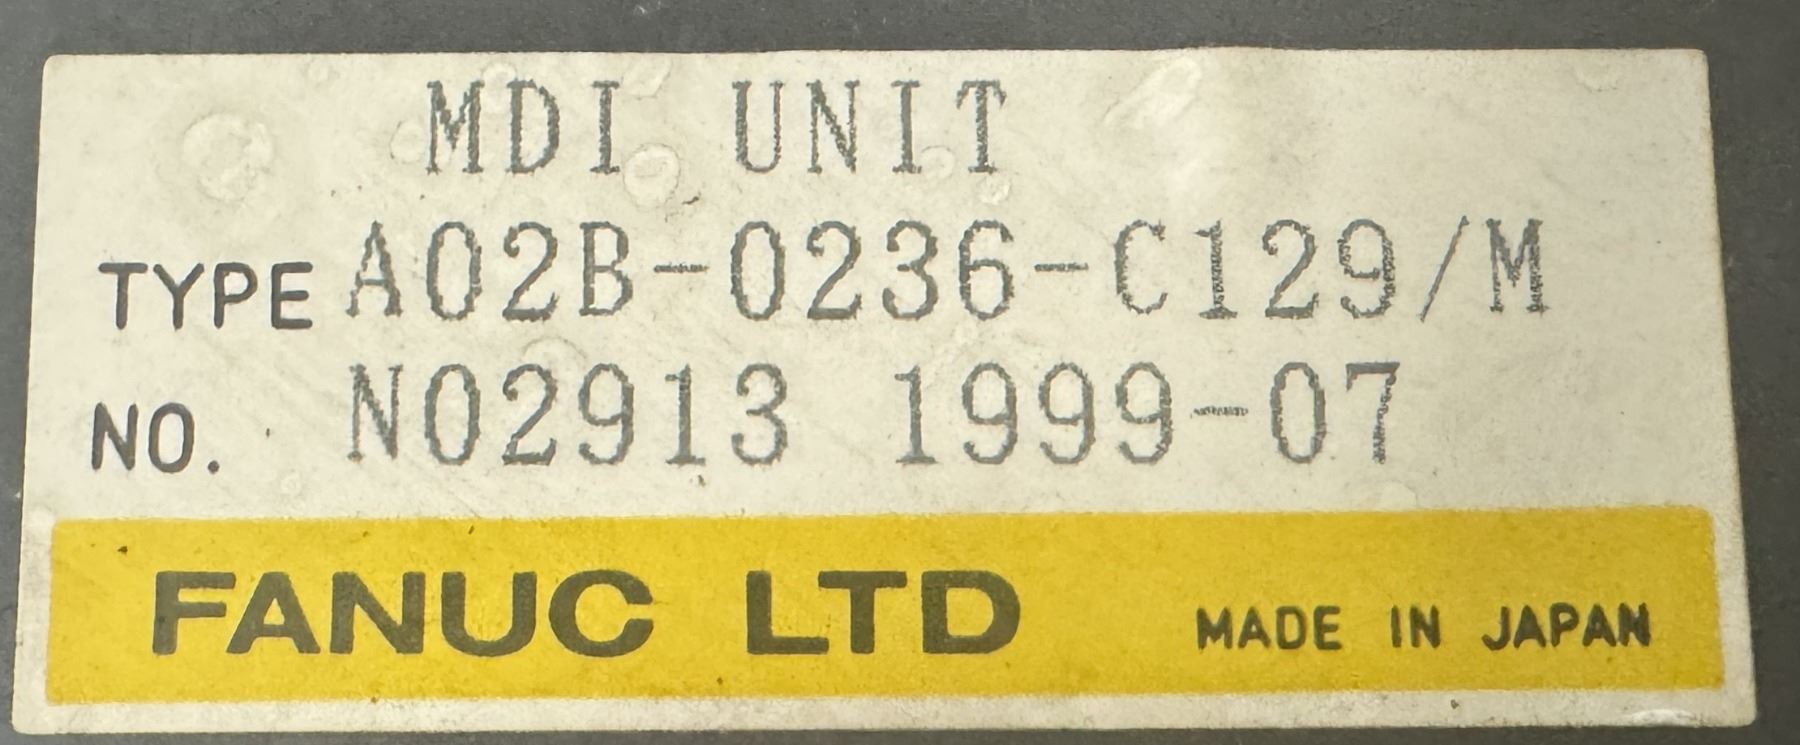 MDI UNIT
TYPE A02B-0236-C129/M
NO. N02913 1999-07
FANUC LTD MADE IN JAPAN